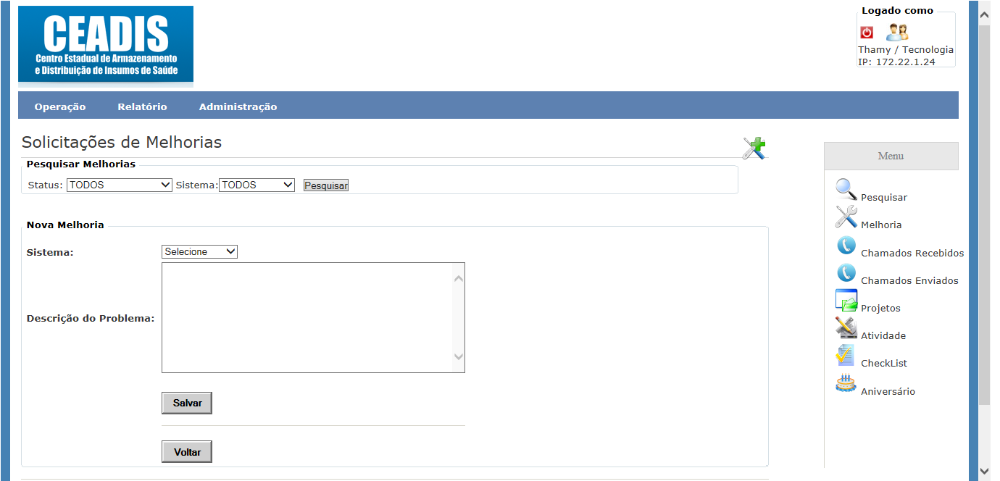 CEADIS
Centro Estadual de Armazenamento
e Distribuição de Insumos de Saúde
Logado como
Thamy / Tecnologia
IP: 172.22.1.24
Operação Relatório Administração
Solicitações de Melhorias
Pesquisar Melhorias
Status: TODOS Sistema: TODOS Pesquisar
Nova Melhoria
Sistema: Selecione
Descrição do Problema:
Salvar
Voltar
Menu
Pesquisar
Melhoria
Chamados Recebidos
Chamados Enviados
Projetos
Atividade
CheckList
Aniversário